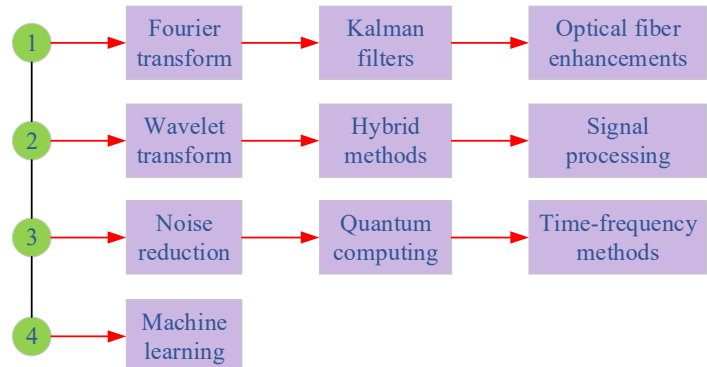 1
Fourier
transform
Kalman
filters
Optical fiber
enhancements
2
Wavelet
transform
Hybrid
methods
Signal
processing
3
Noise
reduction
Quantum
computing
Time-frequency
methods
4
Machine
learning